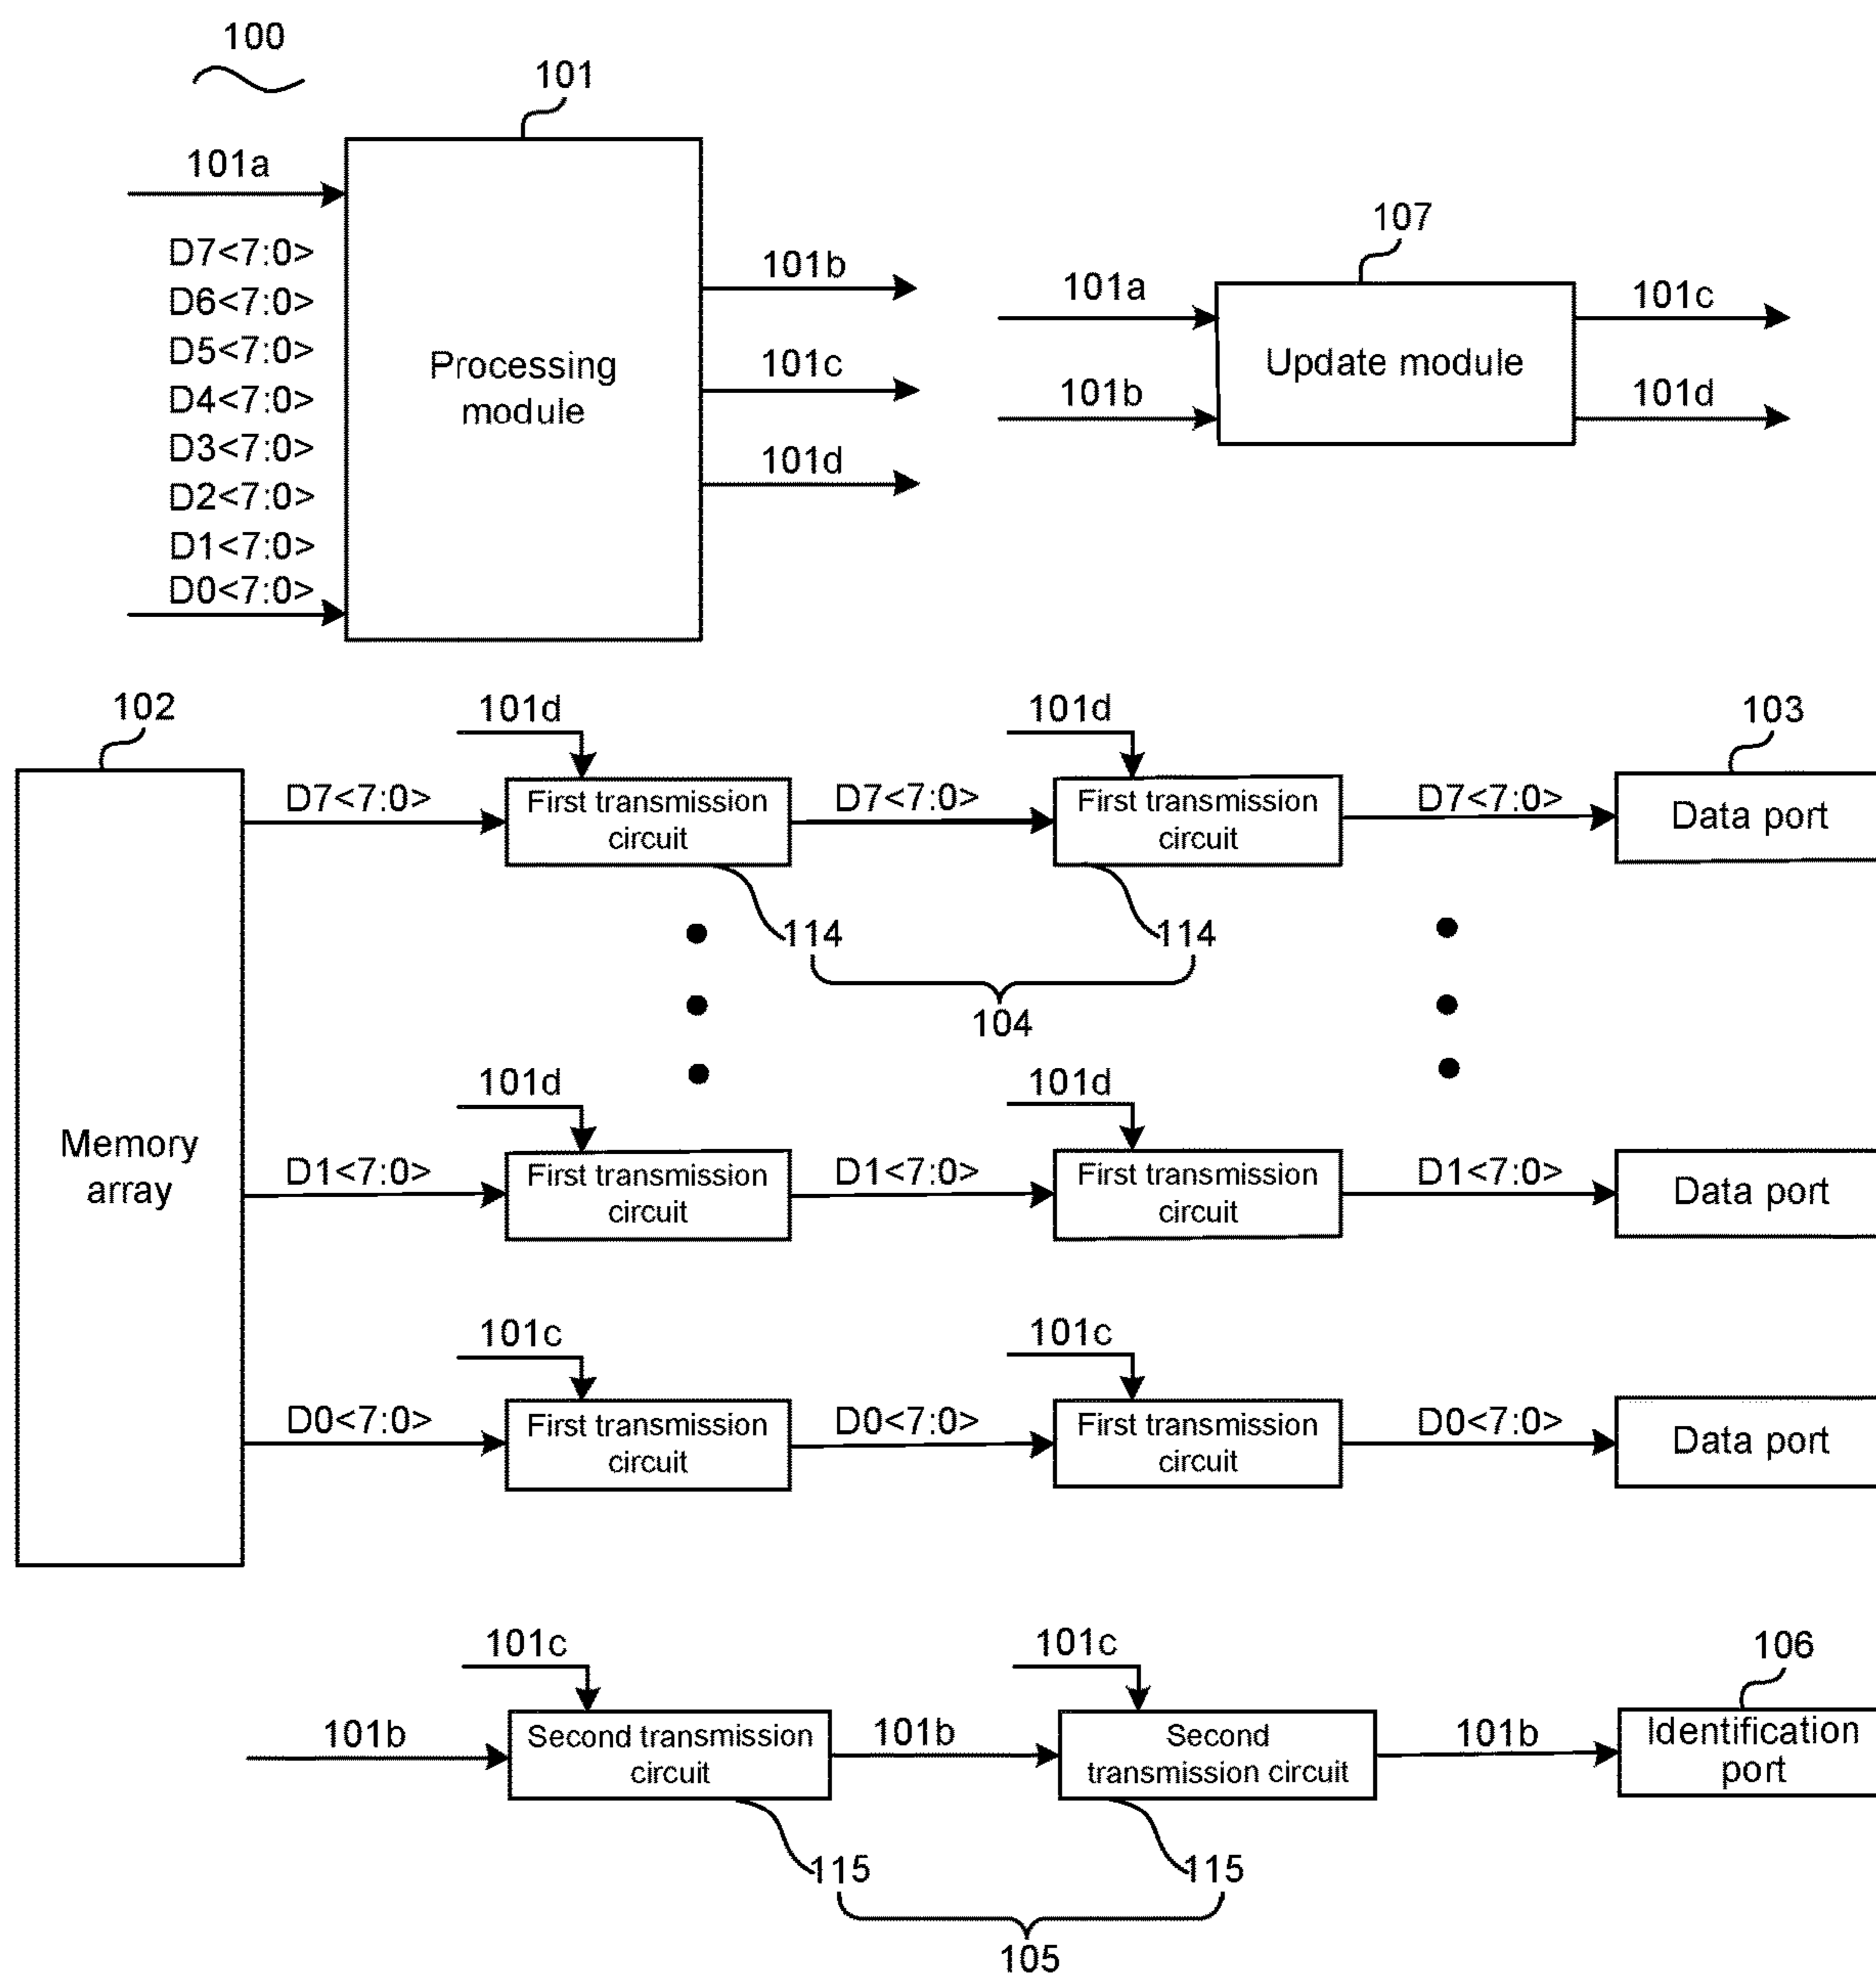 100
101
101a
D7<7:0>
D6<7:0>
D5<7:0>
D4<7:0>
D3<7:0>
D2<7:0>
D1<7:0>
D0<7:0>
Processing
module
101b
101c
101d
107
101a
101b
Update module
101c
101d
102
Memory
array
101d
101d
103
D7<7:0>
First transmission
circuit
D7<7:0>
First transmission
circuit
D7<7:0>
Data port
114
114
104
101d
101d
D1<7:0>
First transmission
circuit
D1<7:0>
First transmission
circuit
D1<7:0>
Data port
101c
101c
D0<7:0>
First transmission
circuit
D0<7:0>
First transmission
circuit
D0<7:0>
Data port
101c
101c
106
101b
Second transmission
circuit
101b
Second
transmission circuit
101b
Identification
port
115
115
105